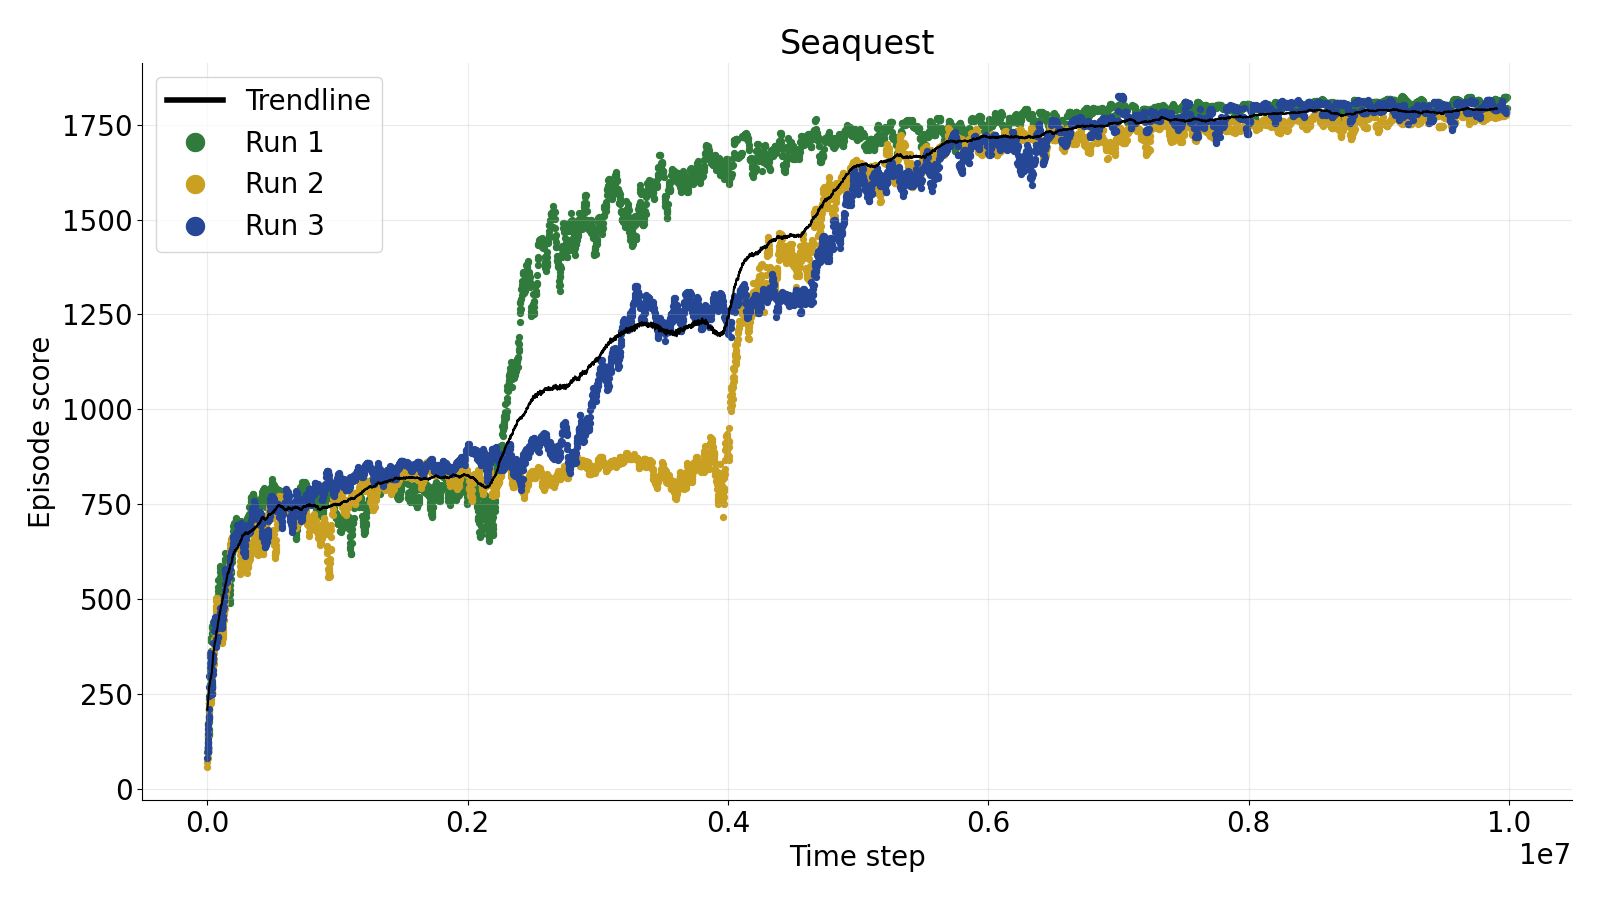 Seaquest
Trendline
Run 1
Run 2
Run 3
1750
1500
1250
1000
750
500
250
0
Episode score
0.0 0.2 0.4 0.6 0.8 1.0
1e7
Time step